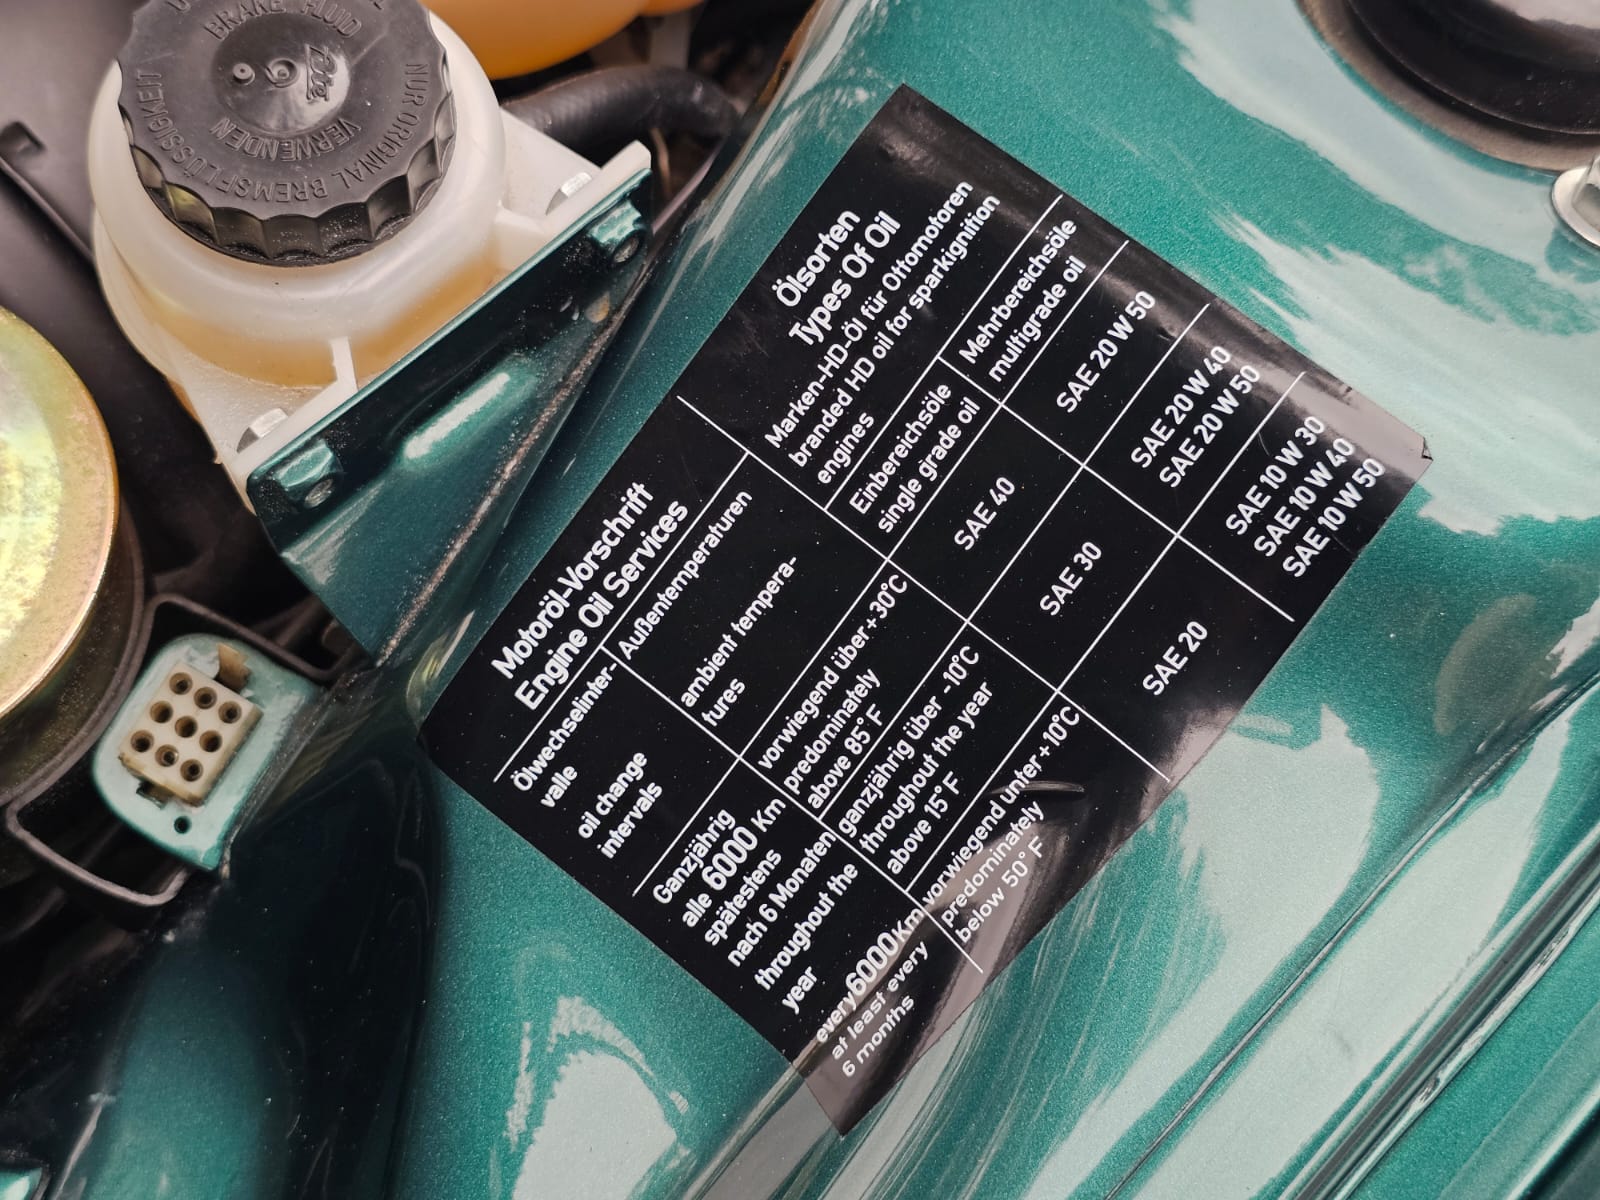 BRAKE FLUID
NUR ORIGINAL BREMSFLÜSSIGKEIT
VERWENDEN
Motoröl-Vorschrift
Engine Oil Services
Ölwechselinter-
valle
oil change
intervals
Außentemperaturen
ambient tempera-
tures
Ölsorten
Types Of Oil
Marken-HD-Öl für Ottomotoren
branded HD oil for sparkignition
engines
Einbereichsöle
single grade oil
Mehrbereichsöle
multigrade oil
Ganzjährig
alle 6000 Km
spätestens
nach 6 Monaten
throughout the
year
every 6000 Km
at least every
6 months
vorwiegend über +30°C
predominately
above 85° F
SAE 40
SAE 20 W 50
ganzjährig über -10°C
throughout the year
above 15° F
SAE 30
SAE 20 W 40
SAE 20 W 50
vorwiegend unter +10°C
predominately
below 50° F
SAE 20
SAE 10 W 30
SAE 10 W 40
SAE 10 W 50